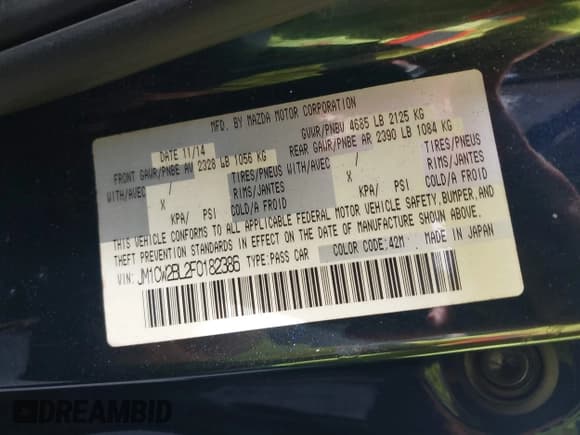 MFD. BY MAZDA MOTOR CORPORATION
DATE 11/14 GVWR/PNBV 4685 LB 2125 KG
FRONT GAWR/PNBE AV 2328 LB 1056 KG REAR GAWR/PNBE AR 2390 LB 1084 KG
WITH/AVEC / TIRES/PNEUS WITH/AVEC / TIRES/PNEUS
X RIMS/JANTES X RIMS/JANTES
KPA/ PSI COLD/A FROID KPA/ PSI COLD/A FROID
THIS VEHICLE CONFORMS TO ALL APPLICABLE FEDERAL MOTOR VEHICLE SAFETY, BUMPER, AND
THEFT PREVENTION STANDARDS IN EFFECT ON THE DATE OF MANUFACTURE SHOWN ABOVE.
VIN: JM1CW2BL2F0182386 TYPE: PASS CAR COLOR CODE: 42M MADE IN JAPAN
DREAMBID